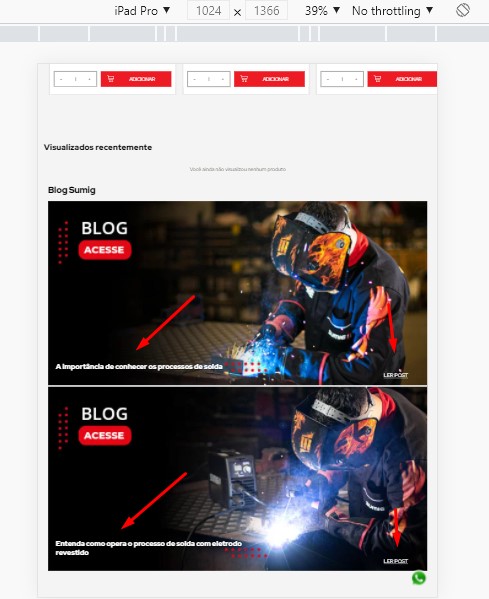 iPad Pro ▼ 1024 × 1366 39% ▼ No throttling ▼
- 1 + ADICIONAR - 1 + ADICIONAR - 1 + ADICIONAR
Visualizados recentemente
Você ainda não visualizou nenhum produto
Blog Sumig
BLOG
ACESSE
A importância de conhecer os processos de solda
LER POST
BLOG
ACESSE
Entenda como opera o processo de solda com eletrodo
revestido
LER POST